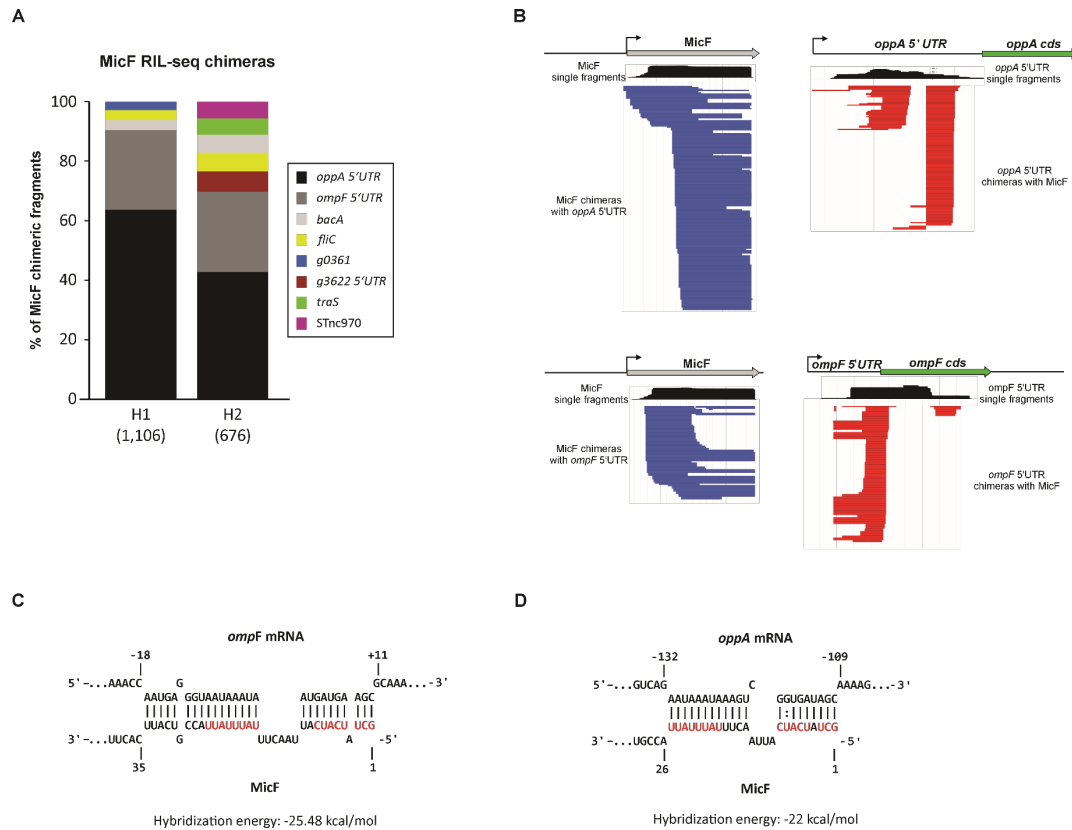 A
MicF RIL-seq chimeras
100
80
60
40
20
0
% of MicF chimeric fragments
H1
(1,106)
H2
(676)
oppA 5'UTR
ompF 5'UTR
bacA
fliC
g0361
g3622 5'UTR
traS
STnc970
B
MicF
MicF
single fragments
MicF chimeras
with oppA 5'UTR
oppA 5' UTR
oppA cds
oppA 5'UTR
single fragments
oppA 5'UTR
chimeras with MicF
MicF
MicF
single fragments
MicF chimeras
with ompF 5'UTR
ompF 5'UTR
ompF cds
ompF 5'UTR
single fragments
ompF 5'UTR
chimeras with MicF
C
ompF mRNA
-18
+11
5'-...AAACC G GCAAA...-3'
AAUGA GGUAAUAAAUA AUGAUGA AGC
UUACU CCAUUAUUUAU UACUACU UCG
3'-...UUCAC G UUCAAU A -5'
35
1
MicF
Hybridization energy: -25.48 kcal/mol
D
oppA mRNA
-132
-109
5'-...GUCAG C AAAAG...-3'
AAUAAAUAAAGU GGUGAUAGC
UUAUUUAUUUCA CUACUAUCG
3'-...UGCCA AUUA -5'
26
1
MicF
Hybridization energy: -22 kcal/mol